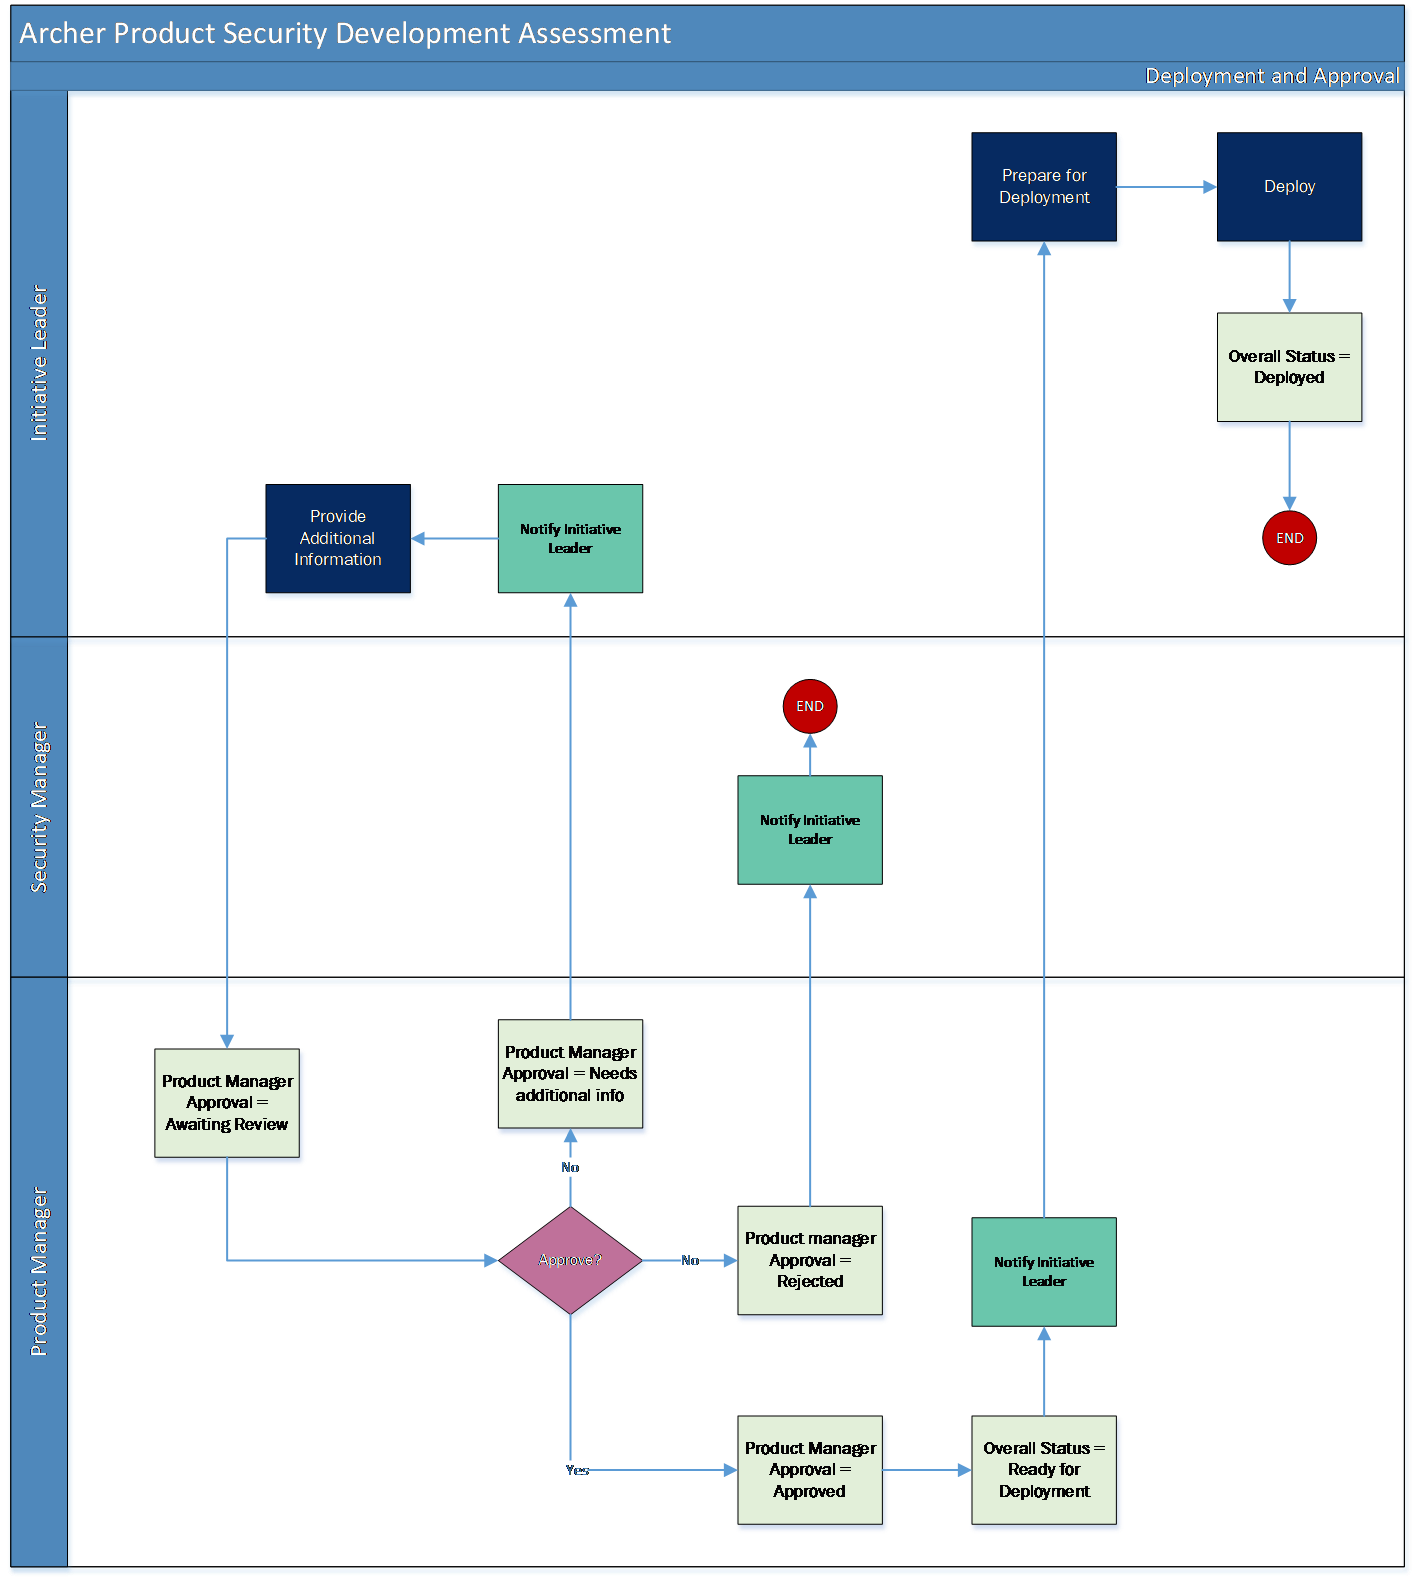 Archer Product Security Development Assessment
Deployment and Approval
Initiative Leader
Prepare for
Deployment
Deploy
Overall Status =
Deployed
END
Provide
Additional
Information
Notify Initiative
Leader
Security Manager
END
Notify Initiative
Leader
Product Manager
Product Manager
Approval =
Awaiting Review
Product Manager
Approval = Needs
additional info
No
Approve?
No
Product manager
Approval =
Rejected
Notify Initiative
Leader
Yes
Product Manager
Approval =
Approved
Overall Status =
Ready for
Deployment